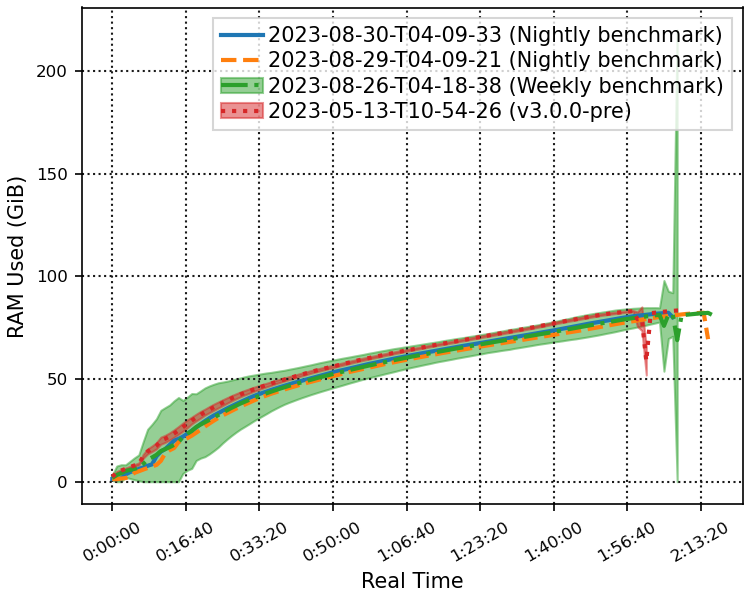 2023-08-30-T04-09-33 (Nightly benchmark)
2023-08-29-T04-09-21 (Nightly benchmark)
2023-08-26-T04-18-38 (Weekly benchmark)
2023-05-13-T10-54-26 (v3.0.0-pre)
RAM Used (GiB)
200
150
100
50
0
0:00:00
0:16:40
0:33:20
0:50:00
1:06:40
1:23:20
1:40:00
1:56:40
2:13:20
Real Time